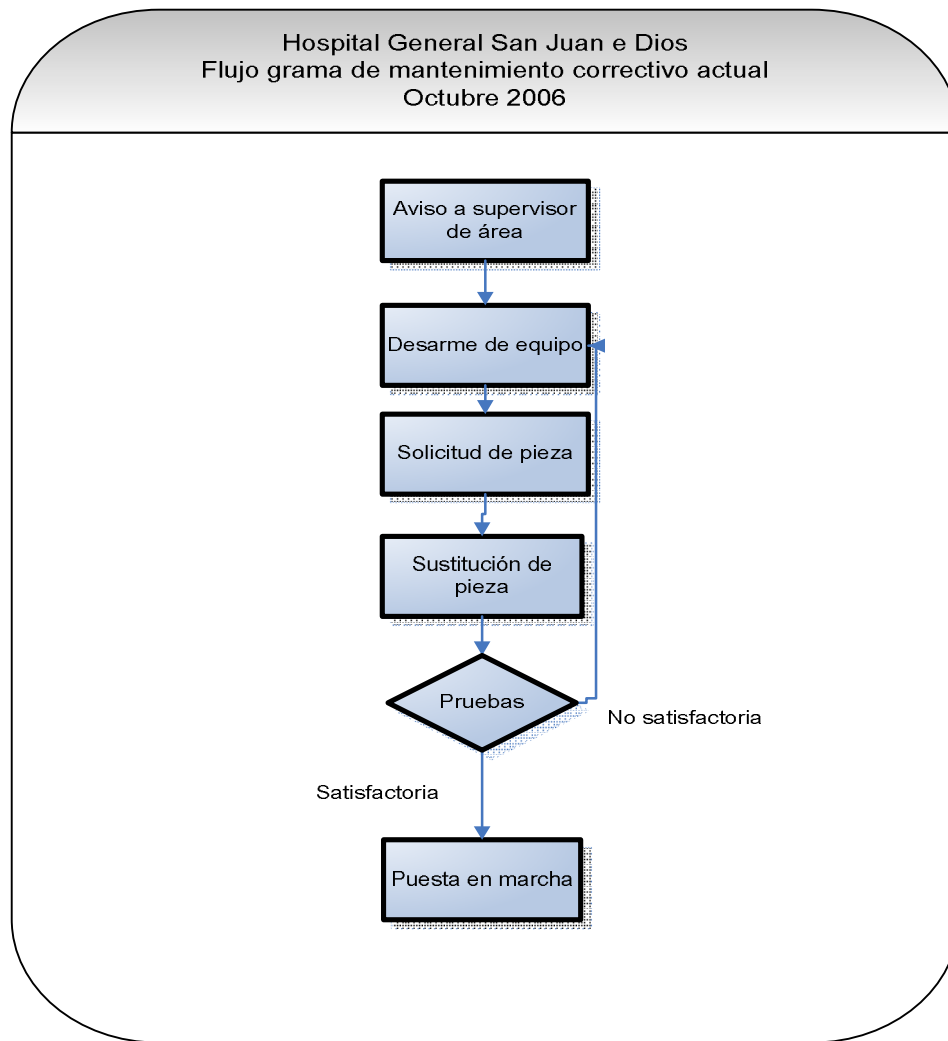 Hospital General San Juan e Dios
Flujo grama de mantenimiento correctivo actual
Octubre 2006
Aviso a supervisor
de área
Desarme de equipo
Solicitud de pieza
Sustitución de
pieza
Pruebas
No satisfactoria
Satisfactoria
Puesta en marcha